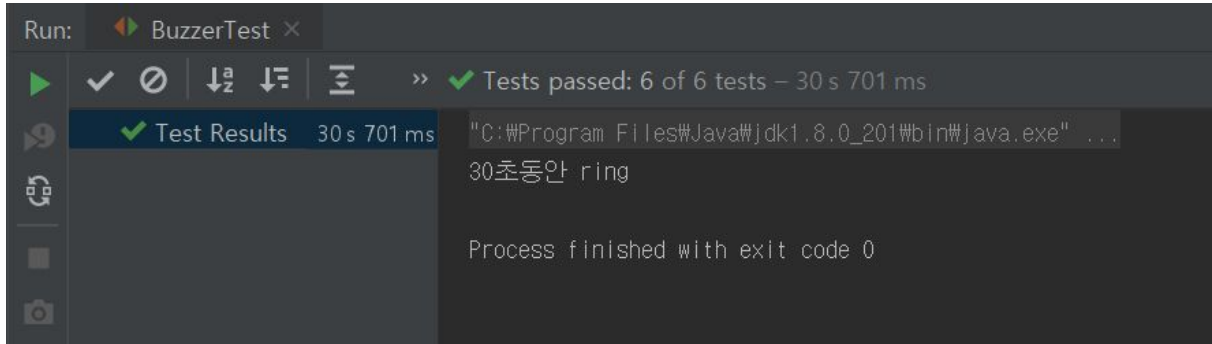 Run: BuzzerTest ×
» Tests passed: 6 of 6 tests – 30 s 701 ms
Test Results 30 s 701 ms
"C:₩Program Files₩Java₩jdk1.8.0_201₩bin₩java.exe" ...
30초동안 ring
Process finished with exit code 0